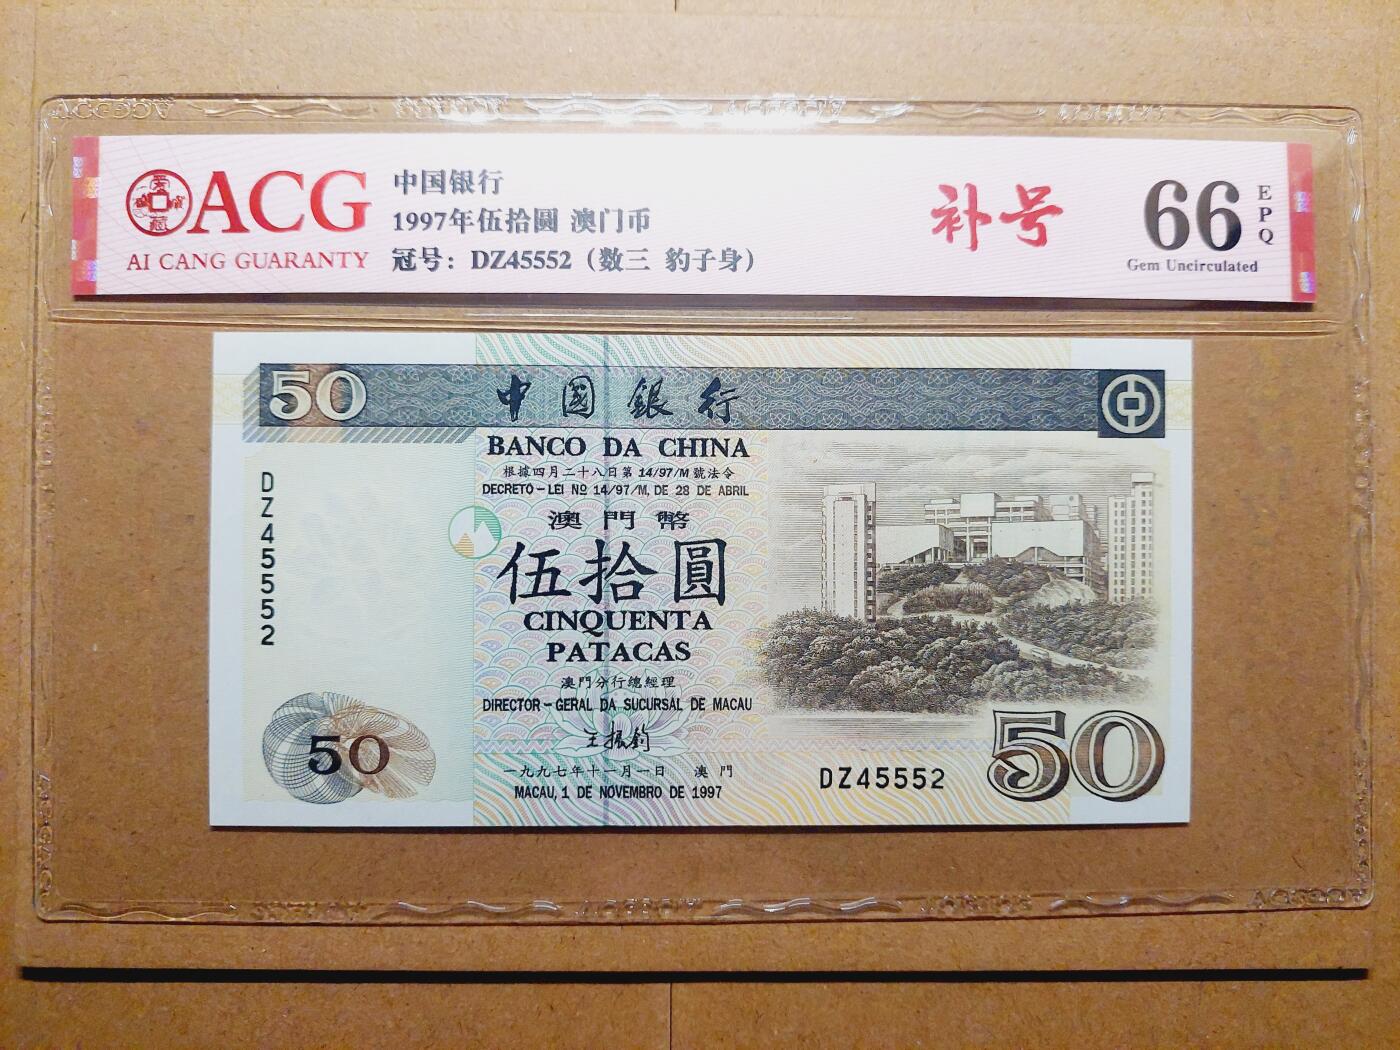 ACG
AI CANG GUARANTY
中国银行
1997年伍拾圓 澳门币
冠号：DZ45552（数三 豹子身）
补号
66
EPQ
Gem Uncirculated
50
中國銀行
BANCO DA CHINA
根據四月二十八日第 14/97/M 號法令
DECRETO-LEI Nº 14/97/M, DE 28 DE ABRIL
澳門幣
伍拾圓
CINQUENTA
PATACAS
澳門分行總經理
DIRECTOR-GERAL DA SUCURSAL DE MACAU
王振鈞
一九九七年十一月一日 澳門
MACAU, 1 DE NOVEMBRO DE 1997
DZ45552
50
DZ45552
50